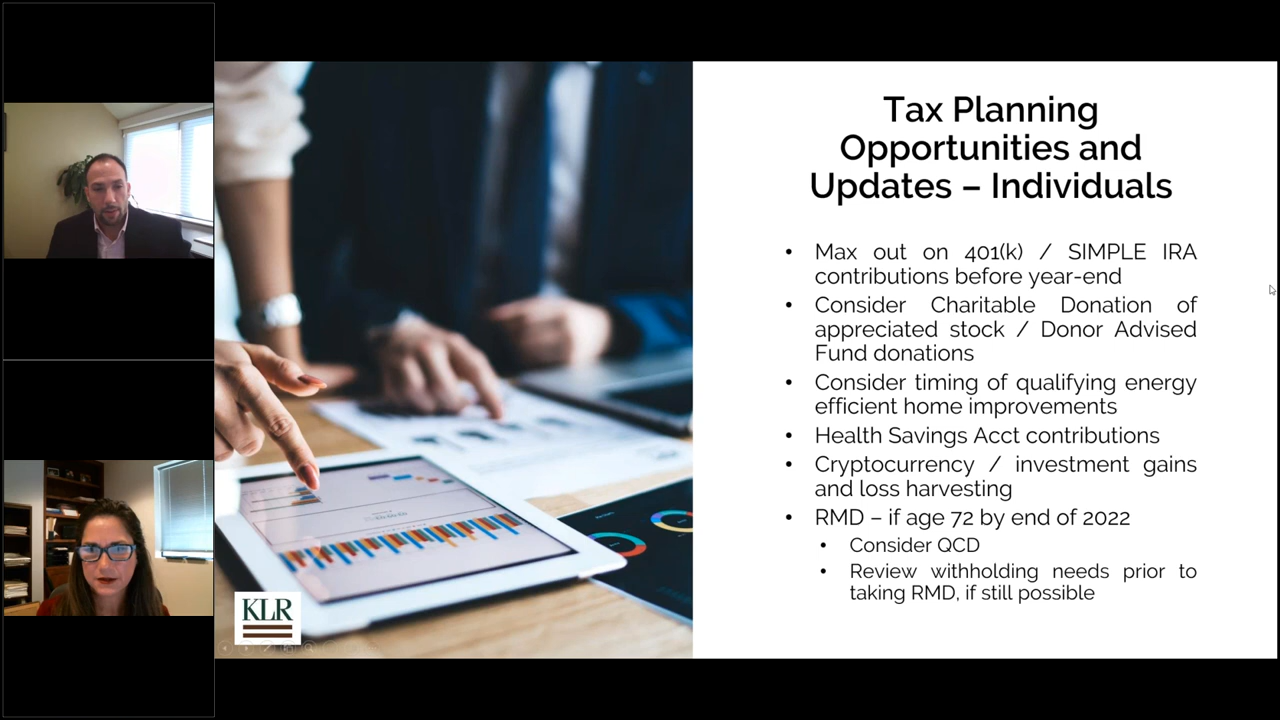 Tax Planning
Opportunities and
Updates – Individuals
• Max out on 401(k) / SIMPLE IRA
contributions before year-end
• Consider Charitable Donation of
appreciated stock / Donor Advised
Fund donations
• Consider timing of qualifying energy
efficient home improvements
• Health Savings Acct contributions
• Cryptocurrency / investment gains
and loss harvesting
• RMD – if age 72 by end of 2022
• Consider QCD
• Review withholding needs prior to
taking RMD, if still possible
KLR